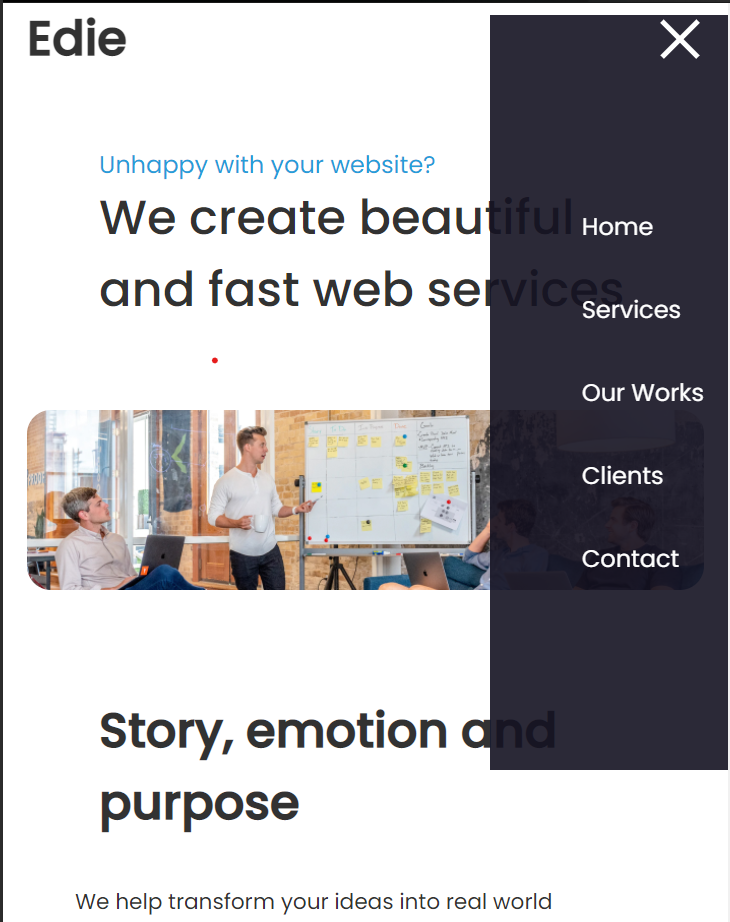 Edie
Unhappy with your website?
We create beautiful
and fast web services
Home
Services
Our Works
Clients
Contact
Story, emotion and
purpose
We help transform your ideas into real world